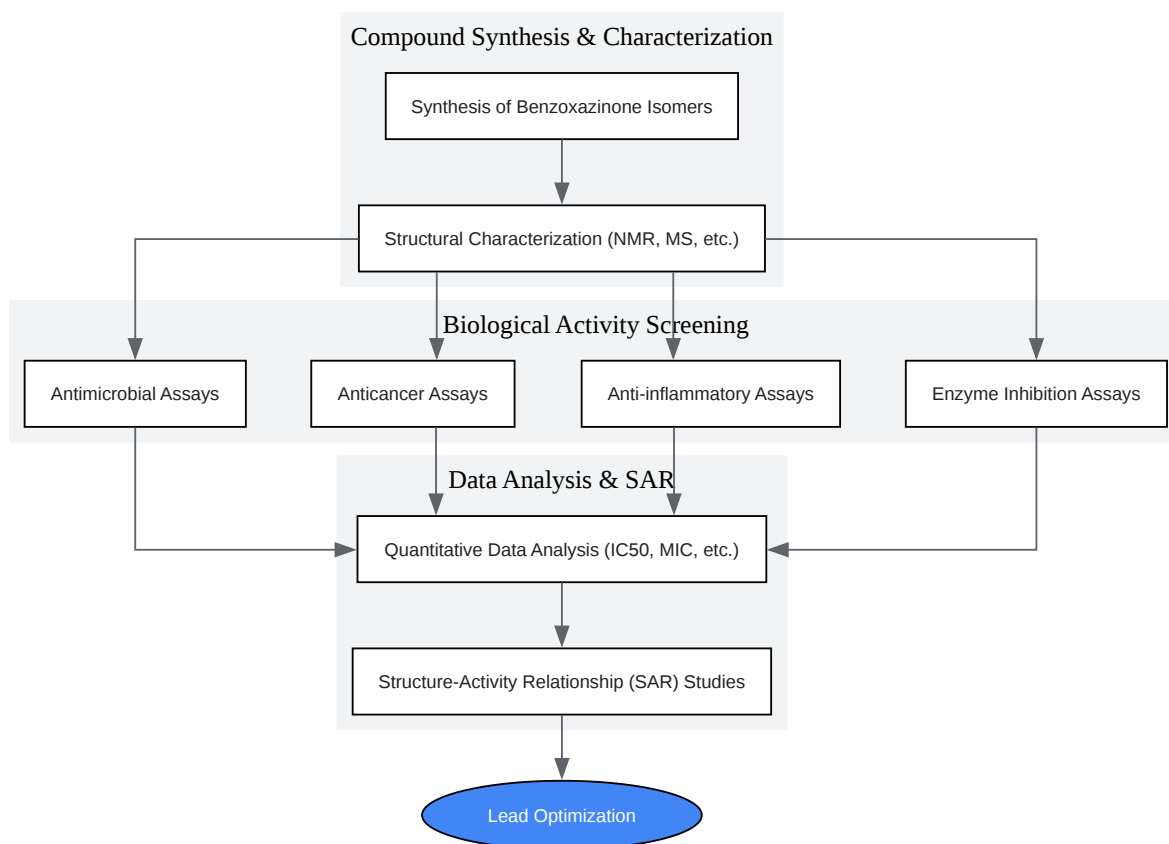 Compound Synthesis & Characterization
Synthesis of Benzoxazinone Isomers
Structural Characterization (NMR, MS, etc.)
Biological Activity Screening
Antimicrobial Assays
Anticancer Assays
Anti-inflammatory Assays
Enzyme Inhibition Assays
Data Analysis & SAR
Quantitative Data Analysis (IC50, MIC, etc.)
Structure-Activity Relationship (SAR) Studies
Lead Optimization